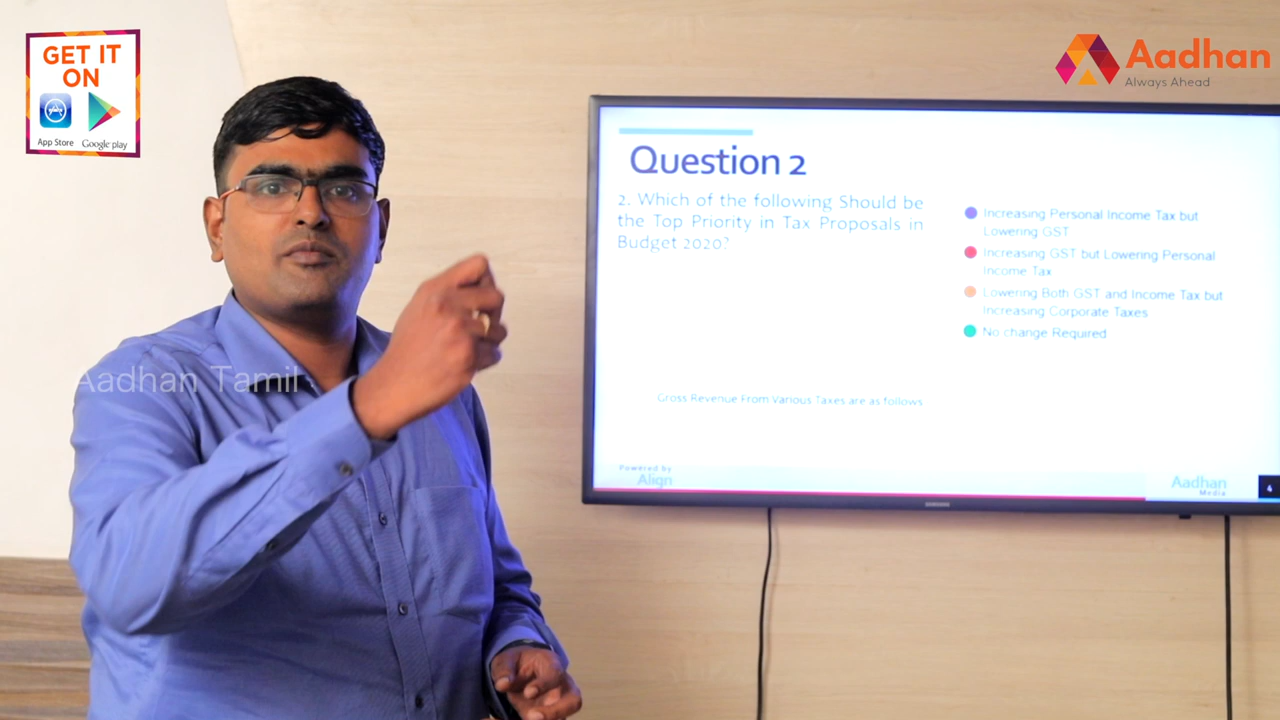 GET IT
ON
App Store Google play
Aadhan
Always Ahead
Question 2
2. Which of the following Should be
the Top Priority in Tax Proposals in
Budget 2020?
Increasing Personal Income Tax but
Lowering GST
Increasing GST but Lowering Personal
Income Tax
Lowering Both GST and Income Tax but
Increasing Corporate Taxes
No change Required
Aadhan Tamil
Gross Revenue From Various Taxes are as follows
Powered by
Align
Aadhan
Media
4